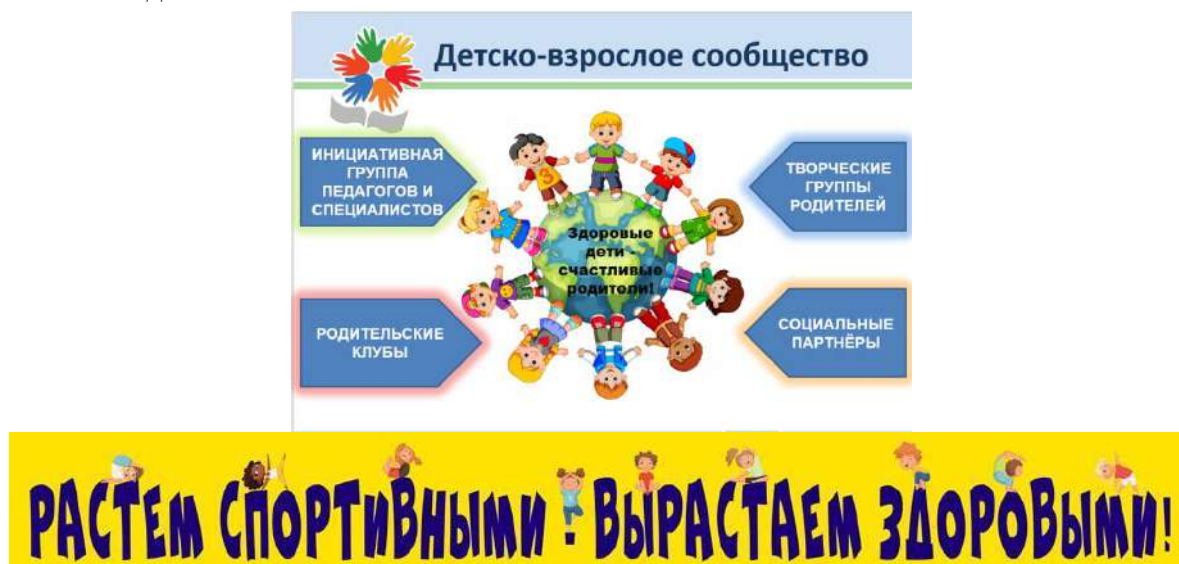 Детско-взрослое сообщество
ИНИЦИАТИВНАЯ
ГРУППА
ПЕДАГОГОВ И
СПЕЦИАЛИСТОВ
ТВОРЧЕСКИЕ
ГРУППЫ
РОДИТЕЛЕЙ
3
Здоровые
дети -
счастливые
родители!
РОДИТЕЛЬСКИЕ
КЛУБЫ
СОЦИАЛЬНЫЕ
ПАРТНЁРЫ
РАСТЕМ СПОРТИВНЫМИ - ВЫРАСТАЕМ ЗДОРОВЫМИ!